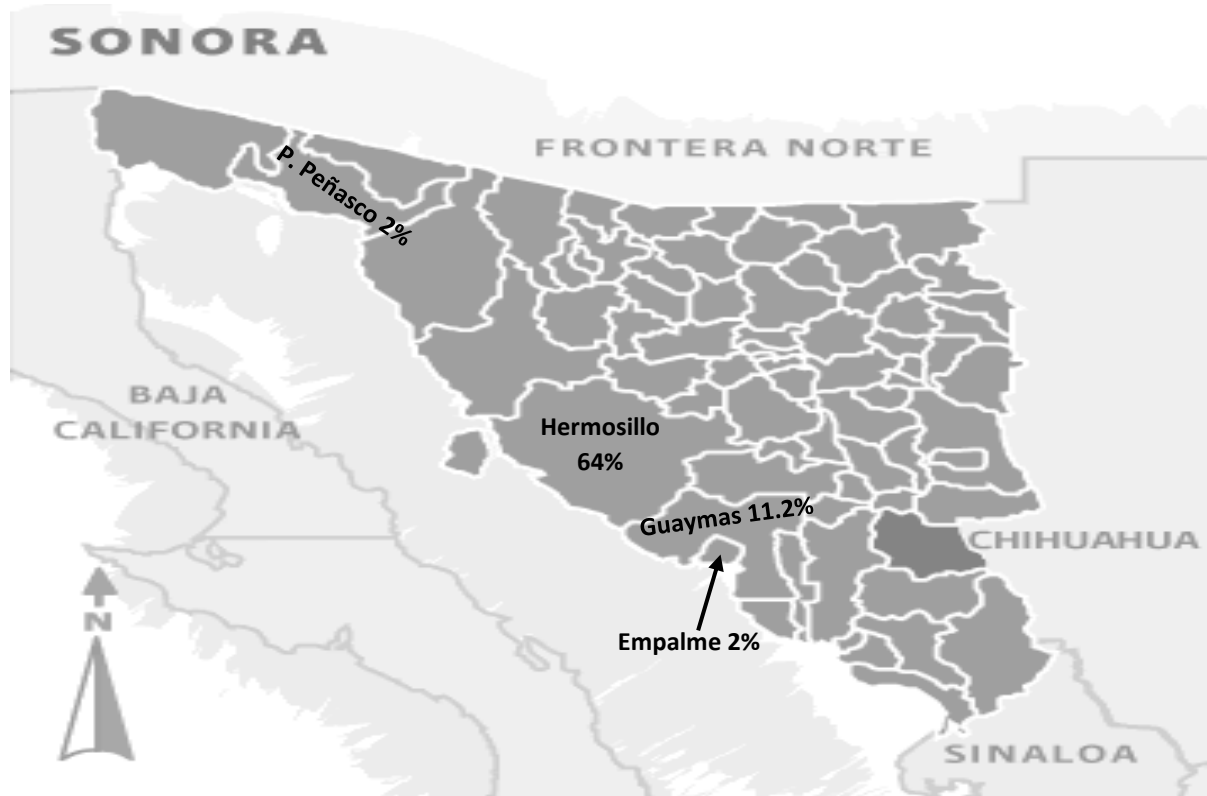 SONORA
FRONTERA NORTE
P. Peñasco 2%
BAJA
CALIFORNIA
Hermosillo
64%
Guaymas 11.2%
CHIHUAHUA
N
Empalme 2%
SINALOA